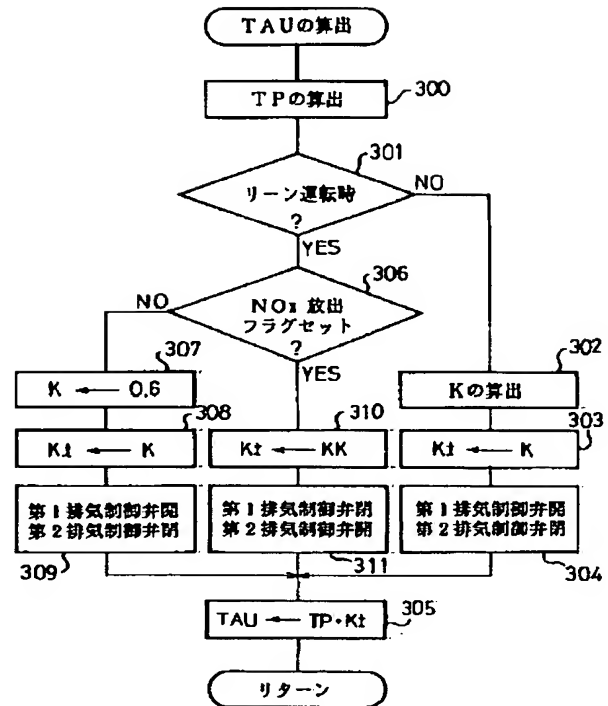 TAUの算出
TPの算出
300
301
リーン運転時
?
NO
YES
306
NOx 放出
フラグセット
?
NO
YES
307
K ← 0.6
302
Kの算出
308
Kt ← K
310
Kt ← KK
303
Kt ← K
第1排気制御弁開
第2排気制御弁閉
309
第1排気制御弁閉
第2排気制御弁開
311
第1排気制御弁開
第2排気制御弁閉
304
305
TAU ← TP・Kt
リターン